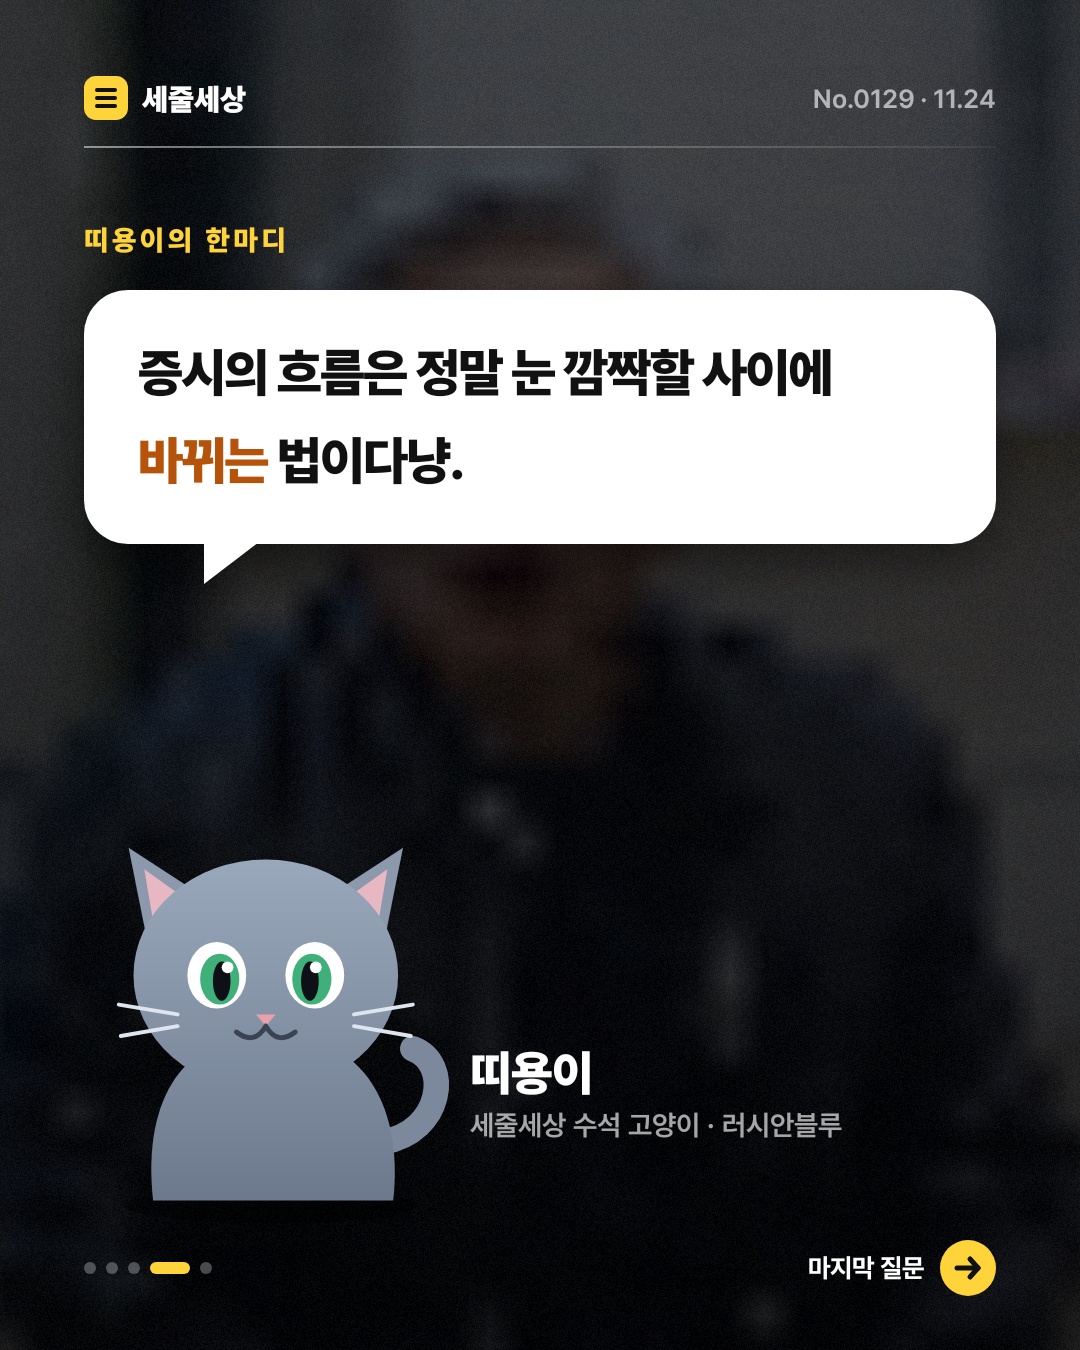 세줄세상
No.0129 · 11.24
띠용이의 한마디
증시의 흐름은 정말 눈 깜짝할 사이에
바뀌는 법이다냥.
띠용이
세줄세상 수석 고양이 · 러시안블루
마지막 질문